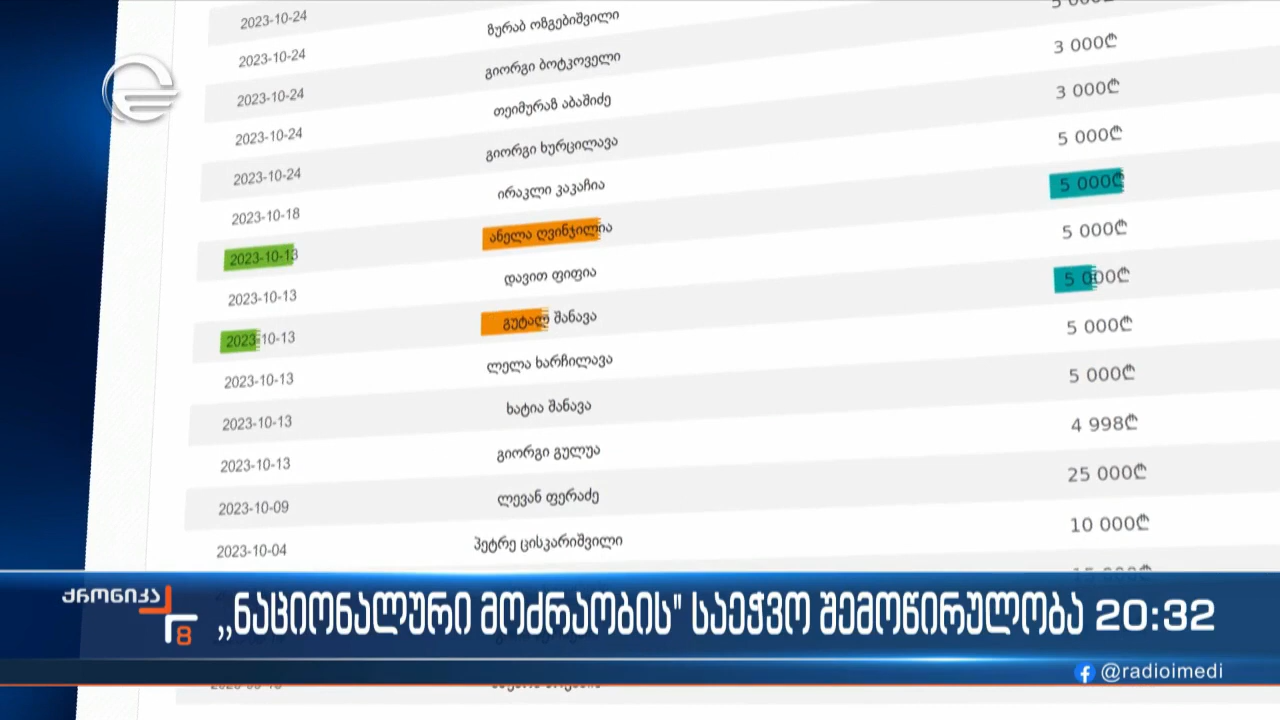 2023-10-24
2023-10-24 ზურაბ ოზგებიშვილი
2023-10-24 გიორგი ბოტკოველი
2023-10-24 თეიმურაზ აბაშიძე 3 000₾
2023-10-24 გიორგი ხურცილავა 3 000₾
2023-10-18 ირაკლი კაკაჩია 5 000₾
2023-10-13 ანელა ღვინჯილია 5 000₾
2023-10-13 დავით ფიფია 5 000₾
2023-10-13 გუტალ შანავა 5 000₾
2023-10-13 ლელა ხარჩილავა 5 000₾
2023-10-13 ხატია შანავა 5 000₾
2023-10-13 გიორგი გულუა 4 998₾
2023-10-09 ლევან ფერაძე 25 000₾
2023-10-04 პეტრე ცისკარიშვილი 10 000₾
ქრონიკა 8
„ნაციონალური მოძრაობის" საეჭვო შემოწირულობა 20:32
@radioimedi